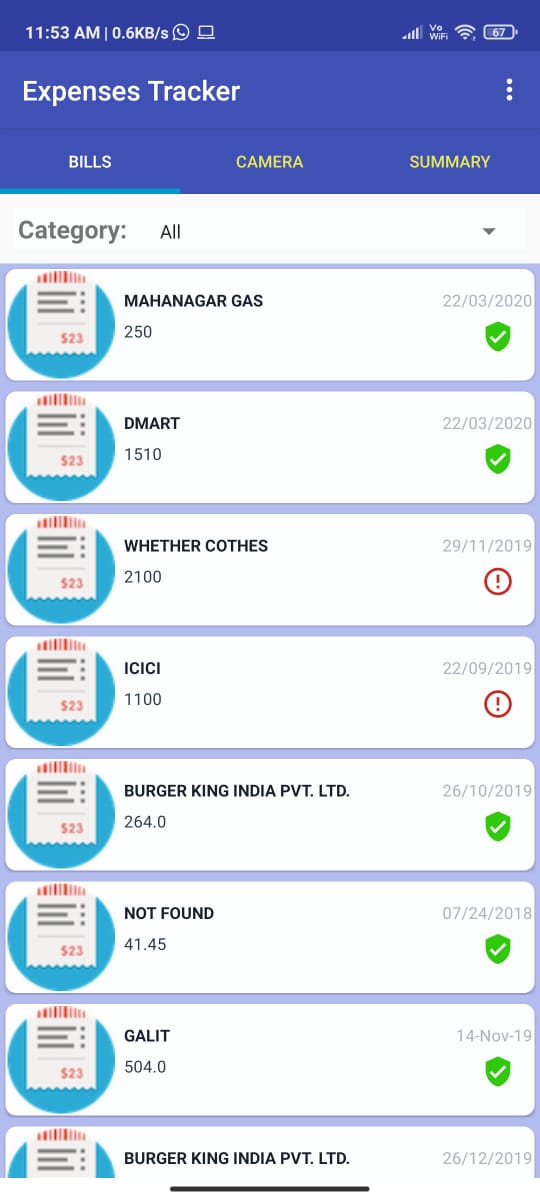 11:53 AM | 0.6KB/s Vo WiFi 67
Expenses Tracker
BILLS CAMERA SUMMARY
Category: All
MAHANAGAR GAS 22/03/2020
250
$23
DMART 22/03/2020
1510
$23
WHETHER COTHES 29/11/2019
2100
$23
ICICI 22/09/2019
1100
$23
BURGER KING INDIA PVT. LTD. 26/10/2019
264.0
$23
NOT FOUND 07/24/2018
41.45
$23
GALIT 14-Nov-19
504.0
$23
BURGER KING INDIA PVT. LTD. 26/12/2019